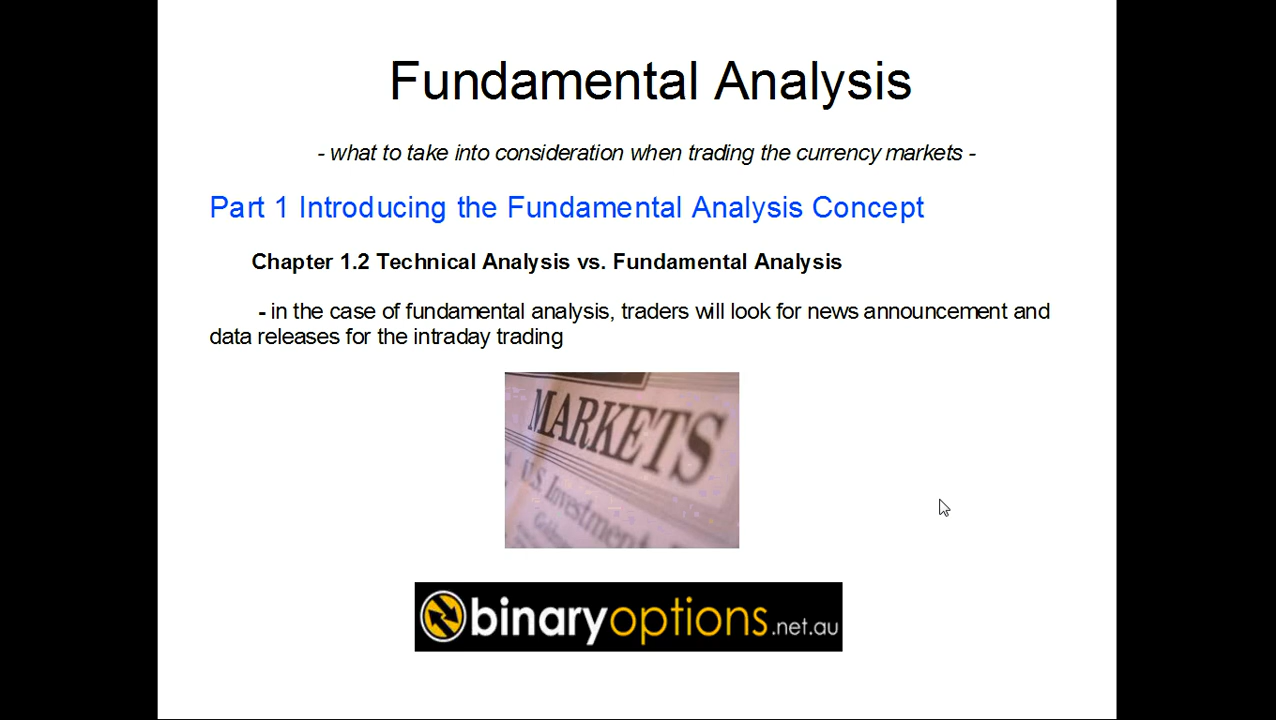 Fundamental Analysis
- what to take into consideration when trading the currency markets -
Part 1 Introducing the Fundamental Analysis Concept
Chapter 1.2 Technical Analysis vs. Fundamental Analysis
- in the case of fundamental analysis, traders will look for news announcement and
data releases for the intraday trading
MARKETS
U.S. Investment
binaryoptions.net.au